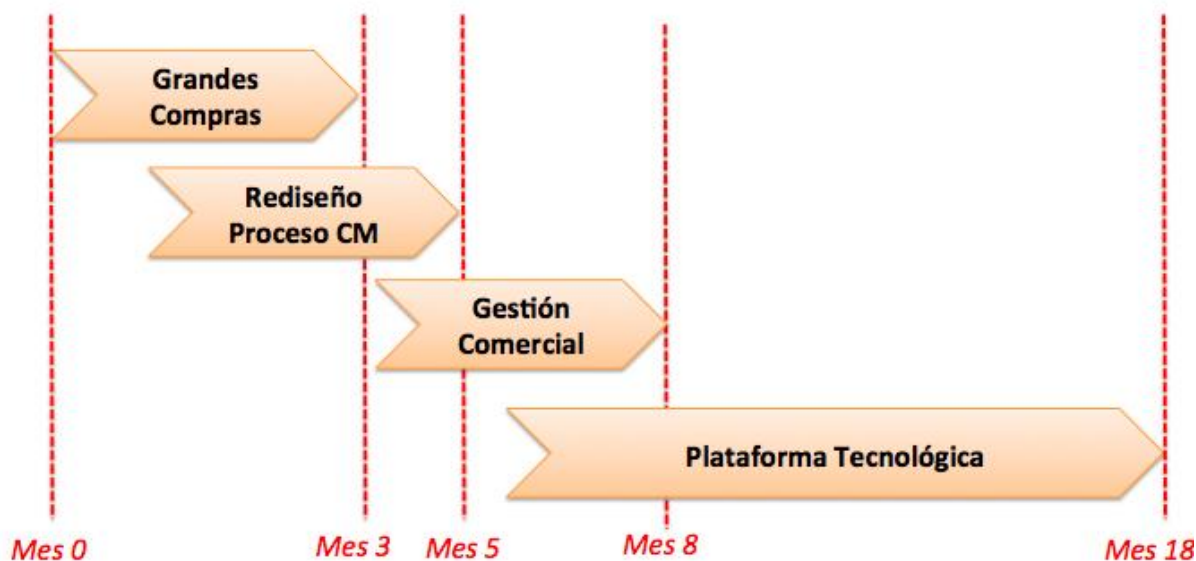 Grandes
Compras
Rediseño
Proceso CM
Gestión
Comercial
Plataforma Tecnológica
Mes 0
Mes 3
Mes 5
Mes 8
Mes 18